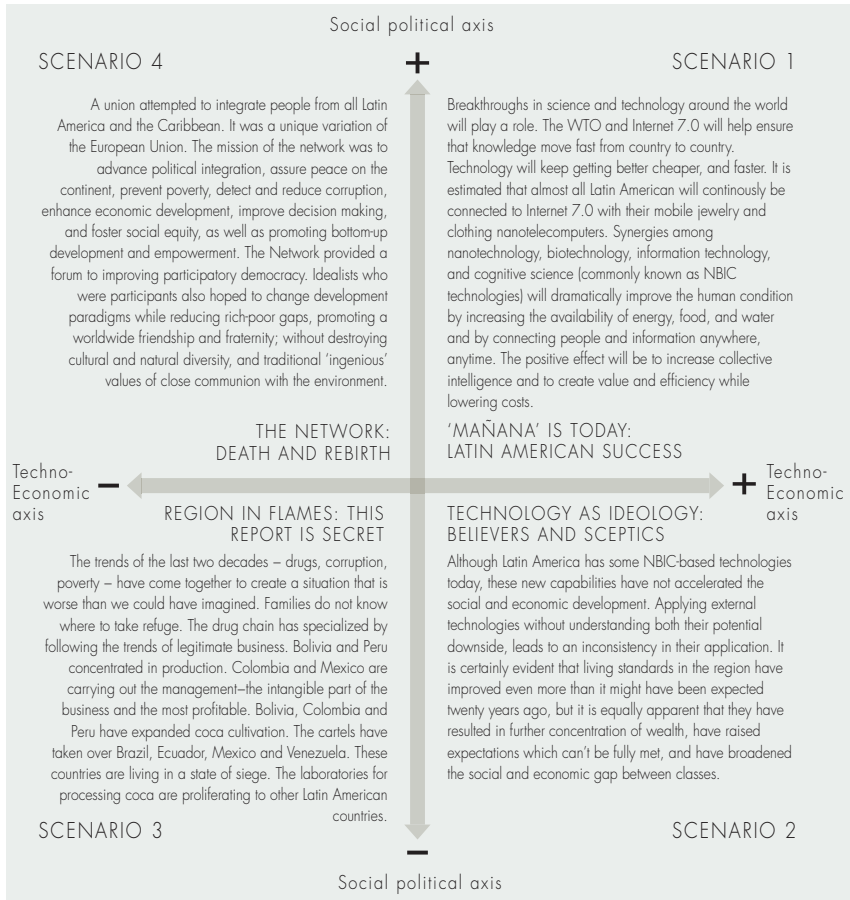 Social political axis
SCENARIO 4
+
SCENARIO 1
A union attempted to integrate people from all Latin
America and the Caribbean. It was a unique variation of
the European Union. The mission of the network was to
advance political integration, assure peace on the
continent, prevent poverty, detect and reduce corruption,
enhance economic development, improve decision making,
and foster social equity, as well as promoting bottom-up
development and empowerment. The Network provided a
forum to improving participatory democracy. Idealists who
were participants also hoped to change development
paradigms while reducing rich-poor gaps, promoting a
worldwide friendship and fraternity; without destroying
cultural and natural diversity, and traditional ‘ingenious’
values of close communion with the environment.
THE NETWORK:
DEATH AND REBIRTH
Breakthroughs in science and technology around the world
will play a role. The WTO and Internet 7.0 will help ensure
that knowledge move fast from country to country.
Technology will keep getting better cheaper, and faster. It is
estimated that almost all Latin American will continously be
connected to Internet 7.0 with their mobile jewelry and
clothing nanotelecomputers. Synergies among
nanotechnology, biotechnology, information technology,
and cognitive science (commonly known as NBIC
technologies) will dramatically improve the human condition
by increasing the availability of energy, food, and water
and by connecting people and information anywhere,
anytime. The positive effect will be to increase collective
intelligence and to create value and efficiency while
lowering costs.
‘MAÑANA’ IS TODAY:
LATIN AMERICAN SUCCESS
Techno-
Economic
axis
–
+
Techno-
Economic
axis
REGION IN FLAMES: THIS
REPORT IS SECRET
The trends of the last two decades – drugs, corruption,
poverty – have come together to create a situation that is
worse than we could have imagined. Families do not know
where to take refuge. The drug chain has specialized by
following the trends of legitimate business. Bolivia and Peru
concentrated in production. Colombia and Mexico are
carrying out the management–the intangible part of the
business and the most profitable. Bolivia, Colombia and
Peru have expanded coca cultivation. The cartels have
taken over Brazil, Ecuador, Mexico and Venezuela. These
countries are living in a state of siege. The laboratories for
processing coca are proliferating to other Latin American
countries.
SCENARIO 3
TECHNOLOGY AS IDEOLOGY:
BELIEVERS AND SCEPTICS
Although Latin America has some NBIC-based technologies
today, these new capabilities have not accelerated the
social and economic development. Applying external
technologies without understanding both their potential
downside, leads to an inconsistency in their application. It
is certainly evident that living standards in the region have
improved even more than it might have been expected
twenty years ago, but it is equally apparent that they have
resulted in further concentration of wealth, have raised
expectations which can’t be fully met, and have broadened
the social and economic gap between classes.
SCENARIO 2
–
Social political axis